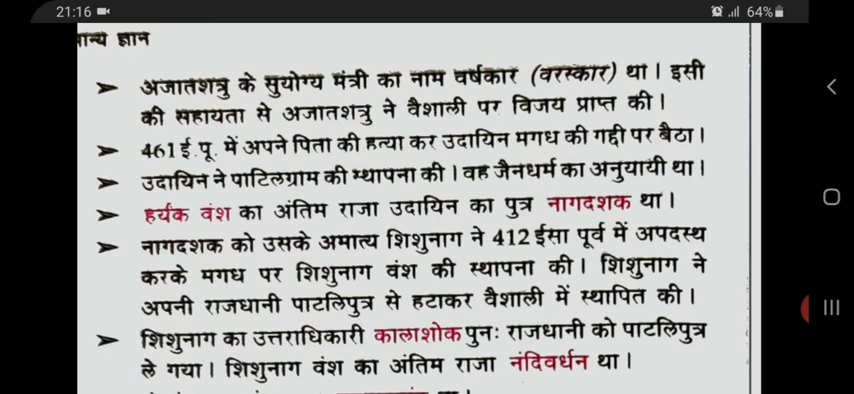 21:16
64%
मान्य ज्ञान
➤ अजातशत्रु के सुयोग्य मंत्री का नाम वर्षकार (वरस्कार) था। इसी
की सहायता से अजातशत्रु ने वैशाली पर विजय प्राप्त की।
➤ 461 ई.पू. में अपने पिता की हत्या कर उदायिन मगध की गद्दी पर बैठा।
➤ उदायिन ने पाटिलग्राम की स्थापना की। वह जैनधर्म का अनुयायी था।
➤ हर्यक वंश का अंतिम राजा उदायिन का पुत्र नागदशक था।
➤ नागदशक को उसके अमात्य शिशुनाग ने 412 ईसा पूर्व में अपदस्थ
करके मगध पर शिशुनाग वंश की स्थापना की। शिशुनाग ने
अपनी राजधानी पाटलिपुत्र से हटाकर वैशाली में स्थापित की।
➤ शिशुनाग का उत्तराधिकारी कालाशोक पुनः राजधानी को पाटलिपुत्र
ले गया। शिशुनाग वंश का अंतिम राजा नंदिवर्धन था।